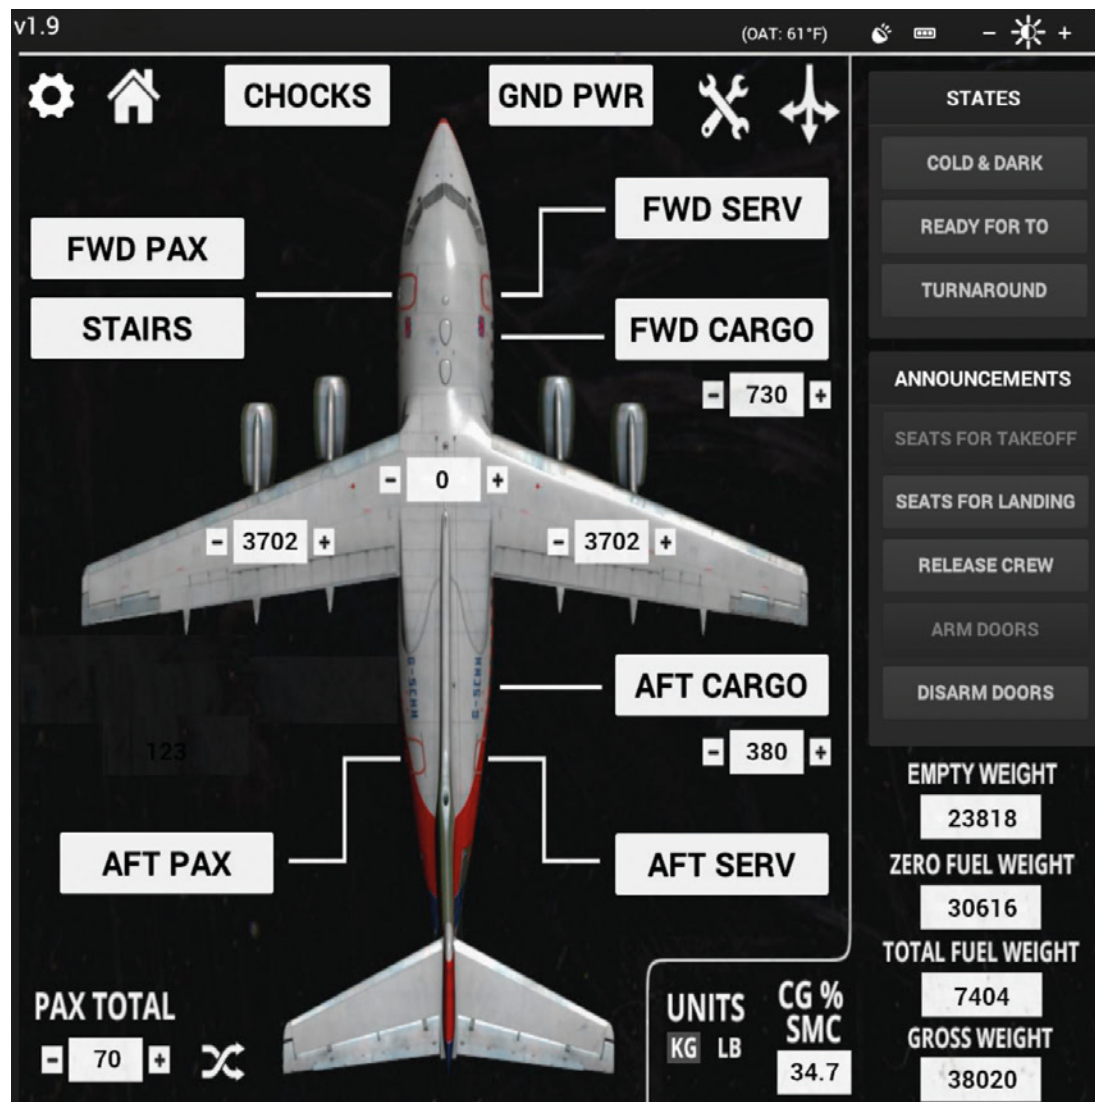 v1.9
(OAT: 61°F)
- +
CHOCKS
GND PWR
STATES
COLD & DARK
READY FOR TO
TURNAROUND
FWD SERV
FWD PAX
STAIRS
FWD CARGO
- 730 +
ANNOUNCEMENTS
SEATS FOR TAKEOFF
SEATS FOR LANDING
RELEASE CREW
ARM DOORS
DISARM DOORS
- 0 +
- 3702 +
- 3702 +
G-SCHH
G-SCHH
AFT CARGO
- 380 +
123
AFT PAX
AFT SERV
EMPTY WEIGHT
23818
ZERO FUEL WEIGHT
30616
TOTAL FUEL WEIGHT
7404
GROSS WEIGHT
38020
PAX TOTAL
- 70 +
UNITS
KG LB
CG %
SMC
34.7